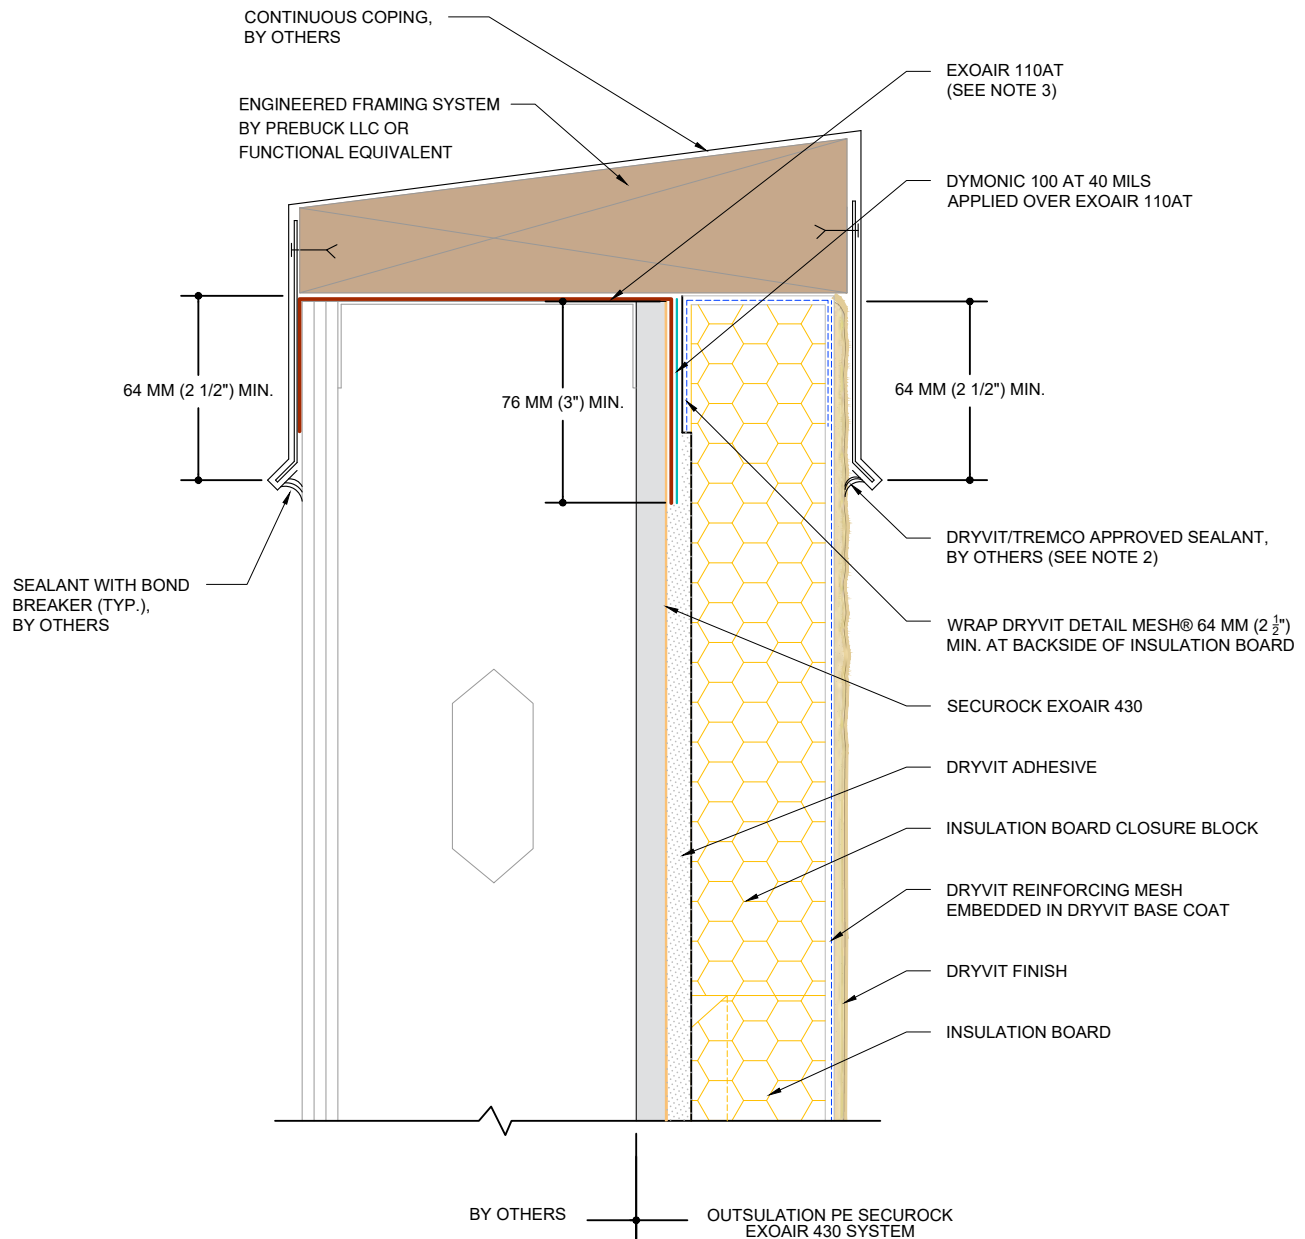 CONTINUOUS COPING,
BY OTHERS
ENGINEERED FRAMING SYSTEM
BY PREBUCK LLC OR
FUNCTIONAL EQUIVALENT
EXOAIR 110AT
(SEE NOTE 3)
DYMONIC 100 AT 40 MILS
APPLIED OVER EXOAIR 110AT
64 MM (2 1/2") MIN.
76 MM (3") MIN.
64 MM (2 1/2") MIN.
SEALANT WITH BOND
BREAKER (TYP.),
BY OTHERS
DRYVIT/TREMCO APPROVED SEALANT,
BY OTHERS (SEE NOTE 2)
WRAP DRYVIT DETAIL MESH® 64 MM (2 1/2")
MIN. AT BACKSIDE OF INSULATION BOARD
SECUROCK EXOAIR 430
DRYVIT ADHESIVE
INSULATION BOARD CLOSURE BLOCK
DRYVIT REINFORCING MESH
EMBEDDED IN DRYVIT BASE COAT
DRYVIT FINISH
INSULATION BOARD
BY OTHERS
OUTSULATION PE SECUROCK
EXOAIR 430 SYSTEM